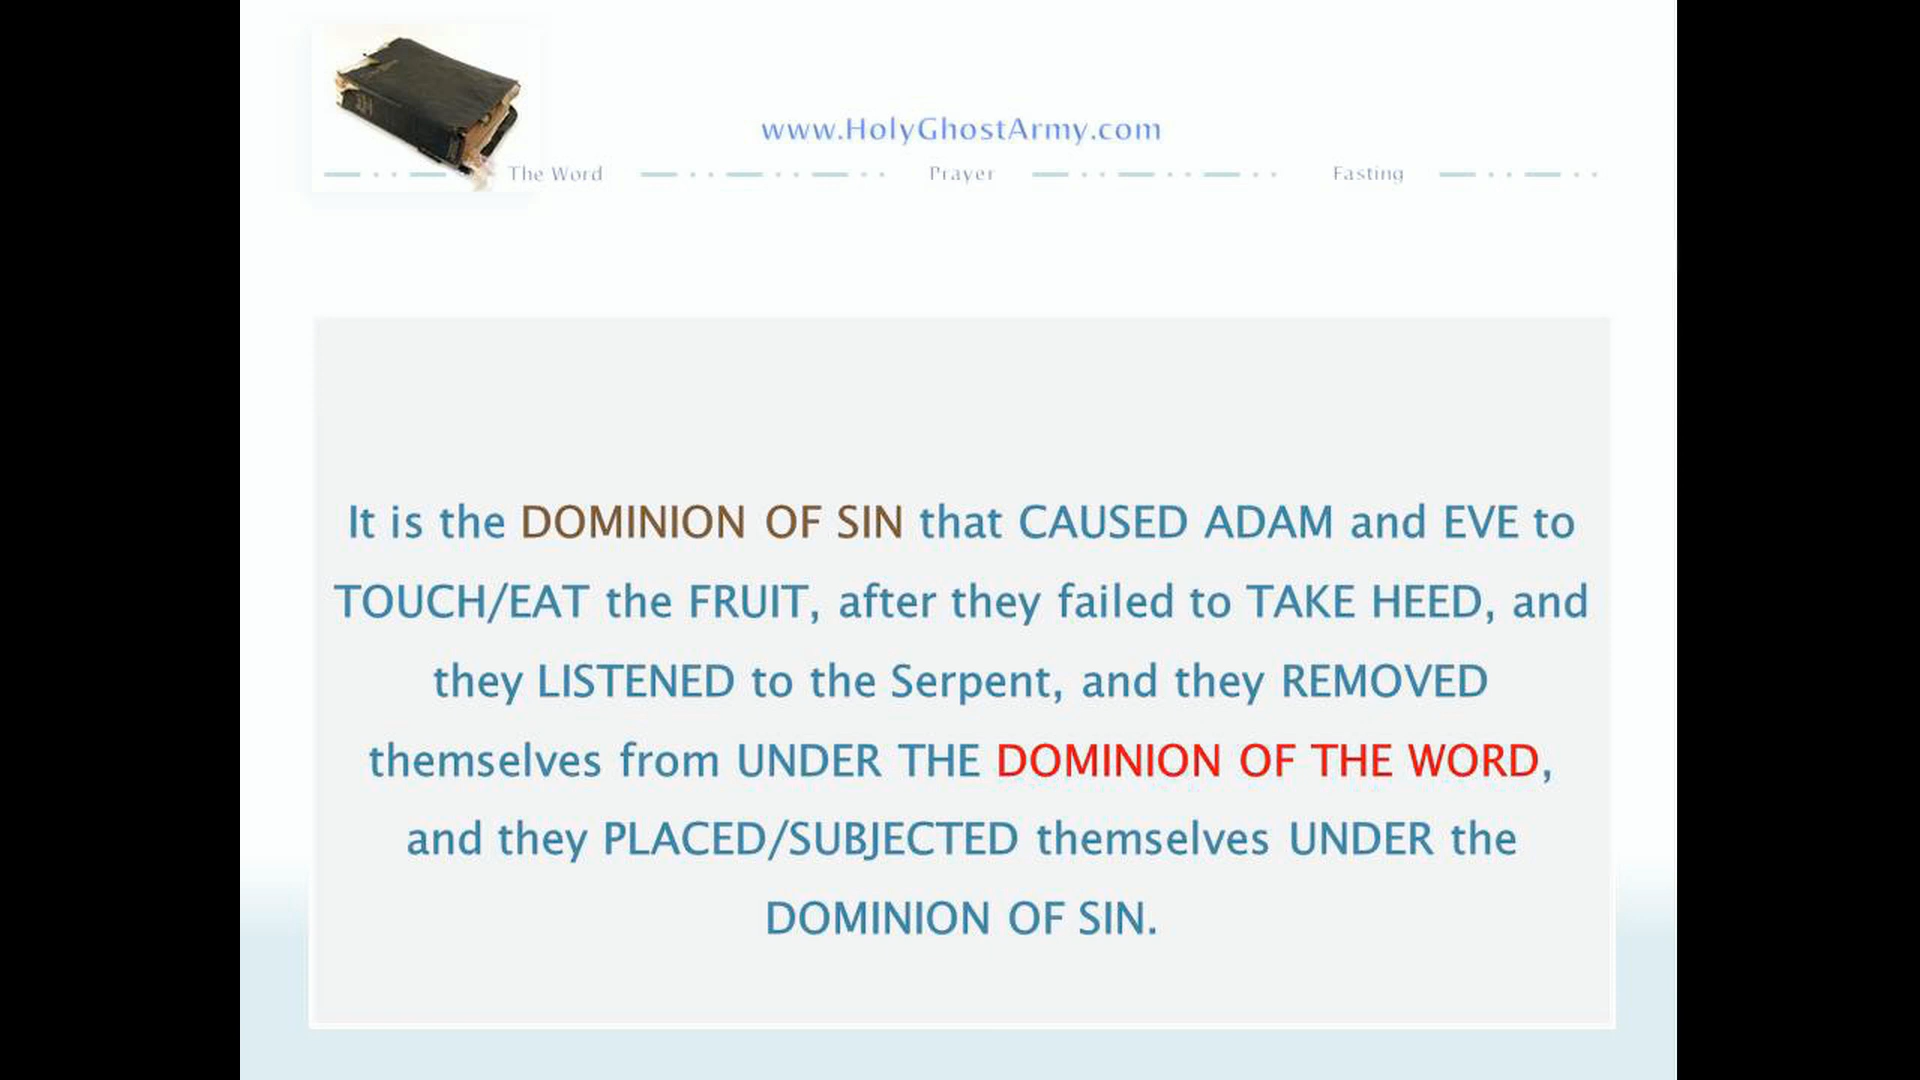 www.HolyGhostArmy.com
The Word Prayer Fasting
It is the DOMINION OF SIN that CAUSED ADAM and EVE to
TOUCH/EAT the FRUIT, after they failed to TAKE HEED, and
they LISTENED to the Serpent, and they REMOVED
themselves from UNDER THE DOMINION OF THE WORD,
and they PLACED/SUBJECTED themselves UNDER the
DOMINION OF SIN.